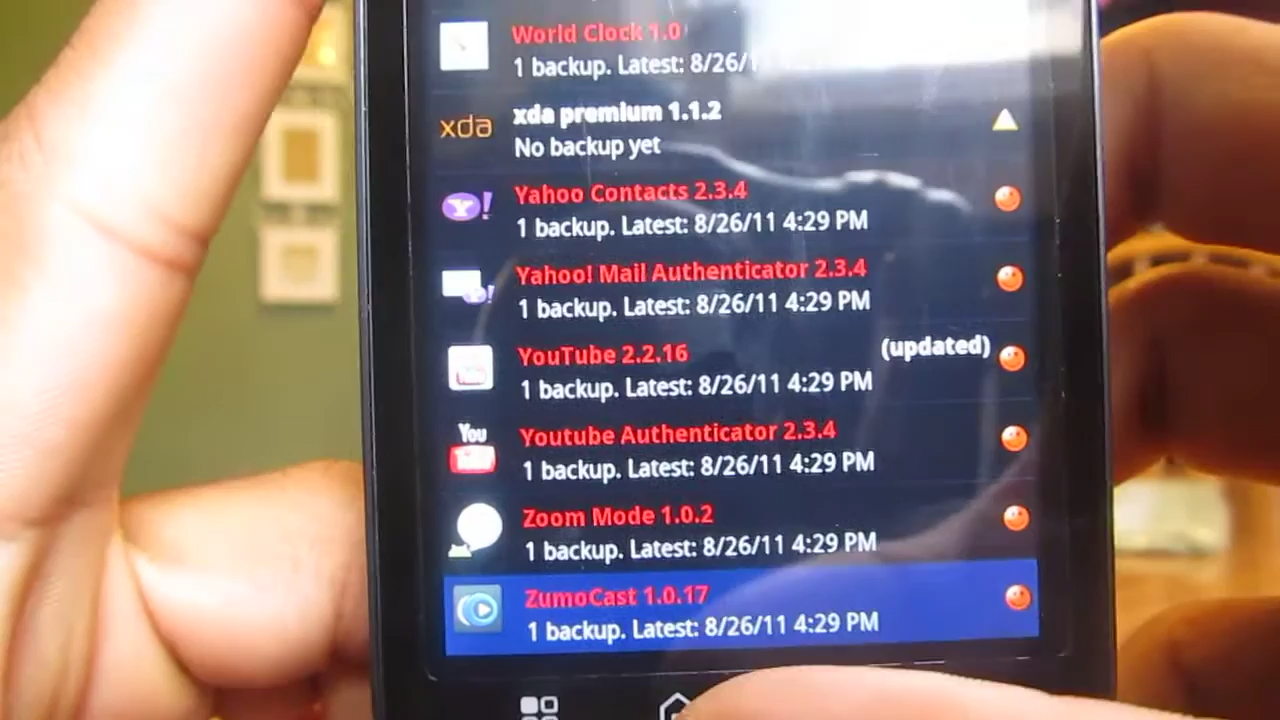 World Clock 1.0
1 backup. Latest: 8/26/1
xda
xda premium 1.1.2
No backup yet
Y!
Yahoo Contacts 2.3.4
1 backup. Latest: 8/26/11 4:29 PM
Yahoo! Mail Authenticator 2.3.4
1 backup. Latest: 8/26/11 4:29 PM
YouTube 2.2.16
(updated)
1 backup. Latest: 8/26/11 4:29 PM
You
Youtube Authenticator 2.3.4
1 backup. Latest: 8/26/11 4:29 PM
Zoom Mode 1.0.2
1 backup. Latest: 8/26/11 4:29 PM
ZumoCast 1.0.17
1 backup. Latest: 8/26/11 4:29 PM